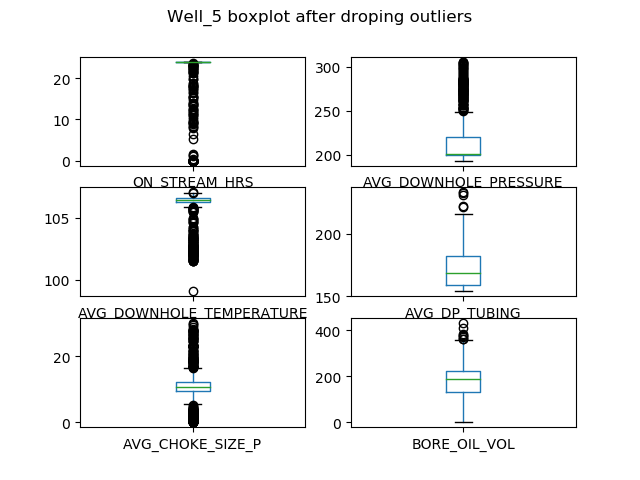 Well_5 boxplot after droping outliers
20
10
0
ON_STREAM_HRS
300
250
200
AVG_DOWNHOLE_PRESSURE
105
100
AVG_DOWNHOLE_TEMPERATURE
200
150
AVG_DP_TUBING
20
0
AVG_CHOKE_SIZE_P
400
200
0
BORE_OIL_VOL